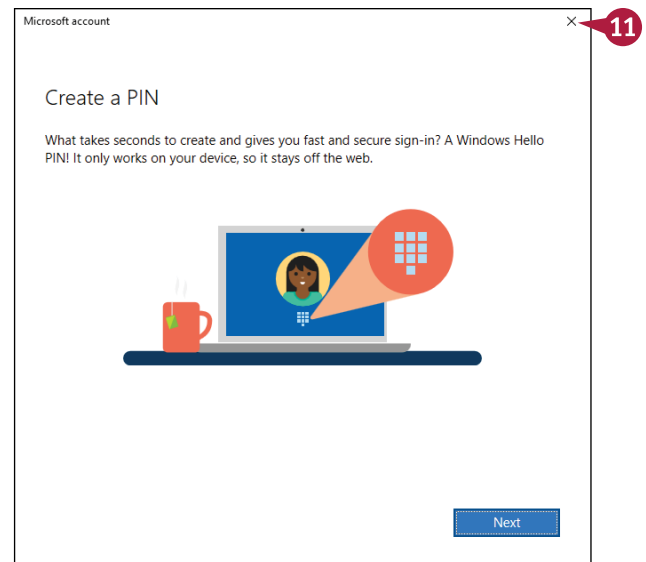 Microsoft account
11
Create a PIN
What takes seconds to create and gives you fast and secure sign-in? A Windows Hello
PIN! It only works on your device, so it stays off the web.
Next